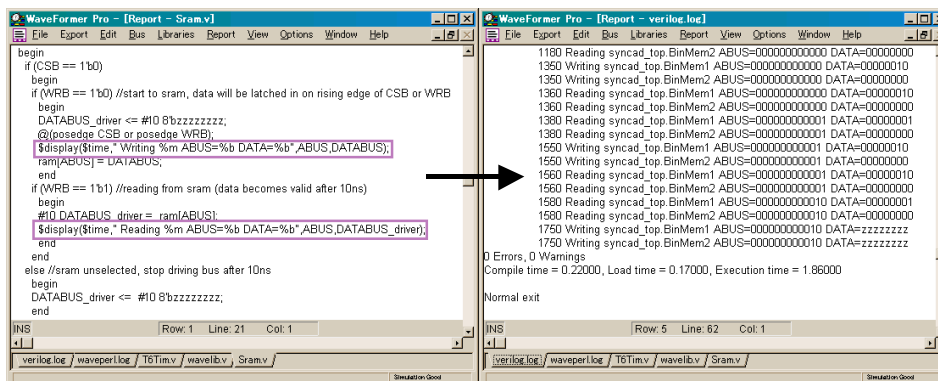 WaveFormer Pro - [Report - Sram.v]
File Export Edit Bus Libraries Report View Options Window Help
begin
if (CSB == 1'b0)
begin
if (WRB == 1'b0) //start to sram, data will be latched in on rising edge of CSB or WRB
begin
DATABUS_driver <= #10 8'bzzzzzzzz;
@(posedge CSB or posedge WRB);
$display($time," Writing %m ABUS=%b DATA=%b",ABUS,DATABUS);
ram[ABUS] = DATABUS;
end
if (WRB == 1'b1) //reading from sram (data becomes valid after 10ns)
begin
#10 DATABUS_driver = ram[ABUS];
$display($time," Reading %m ABUS=%b DATA=%b",ABUS,DATABUS_driver);
end
end
else //sram unselected, stop driving bus after 10ns
begin
DATABUS_driver <= #10 8'bzzzzzzzz;
end
INS Row: 1 Line: 21 Col: 1
verilog.log waveperl.log T6Tim.v wavelib.v Sram.v
Simulation Good
WaveFormer Pro - [Report - verilog.log]
File Export Edit Bus Libraries Report View Options Window Help
1180 Reading syncad_top.BinMem2 ABUS=000000000000 DATA=00000000
1350 Writing syncad_top.BinMem1 ABUS=000000000000 DATA=00000010
1350 Writing syncad_top.BinMem2 ABUS=000000000000 DATA=00000000
1360 Reading syncad_top.BinMem1 ABUS=000000000000 DATA=00000010
1360 Reading syncad_top.BinMem2 ABUS=000000000000 DATA=00000000
1380 Reading syncad_top.BinMem1 ABUS=000000000001 DATA=00000001
1380 Reading syncad_top.BinMem2 ABUS=000000000001 DATA=00000000
1550 Writing syncad_top.BinMem1 ABUS=000000000001 DATA=00000010
1550 Writing syncad_top.BinMem2 ABUS=000000000001 DATA=00000000
1560 Reading syncad_top.BinMem1 ABUS=000000000001 DATA=00000010
1560 Reading syncad_top.BinMem2 ABUS=000000000001 DATA=00000000
1580 Reading syncad_top.BinMem1 ABUS=000000000010 DATA=00000001
1580 Reading syncad_top.BinMem2 ABUS=000000000010 DATA=00000000
1750 Writing syncad_top.BinMem1 ABUS=000000000010 DATA=zzzzzzzz
1750 Writing syncad_top.BinMem2 ABUS=000000000010 DATA=zzzzzzzz
0 Errors, 0 Warnings
Compile time = 0.22000, Load time = 0.17000, Execution time = 1.86000
Normal exit
INS Row: 5 Line: 62 Col: 1
verilog.log waveperl.log T6Tim.v wavelib.v Sram.v
Simulation Good